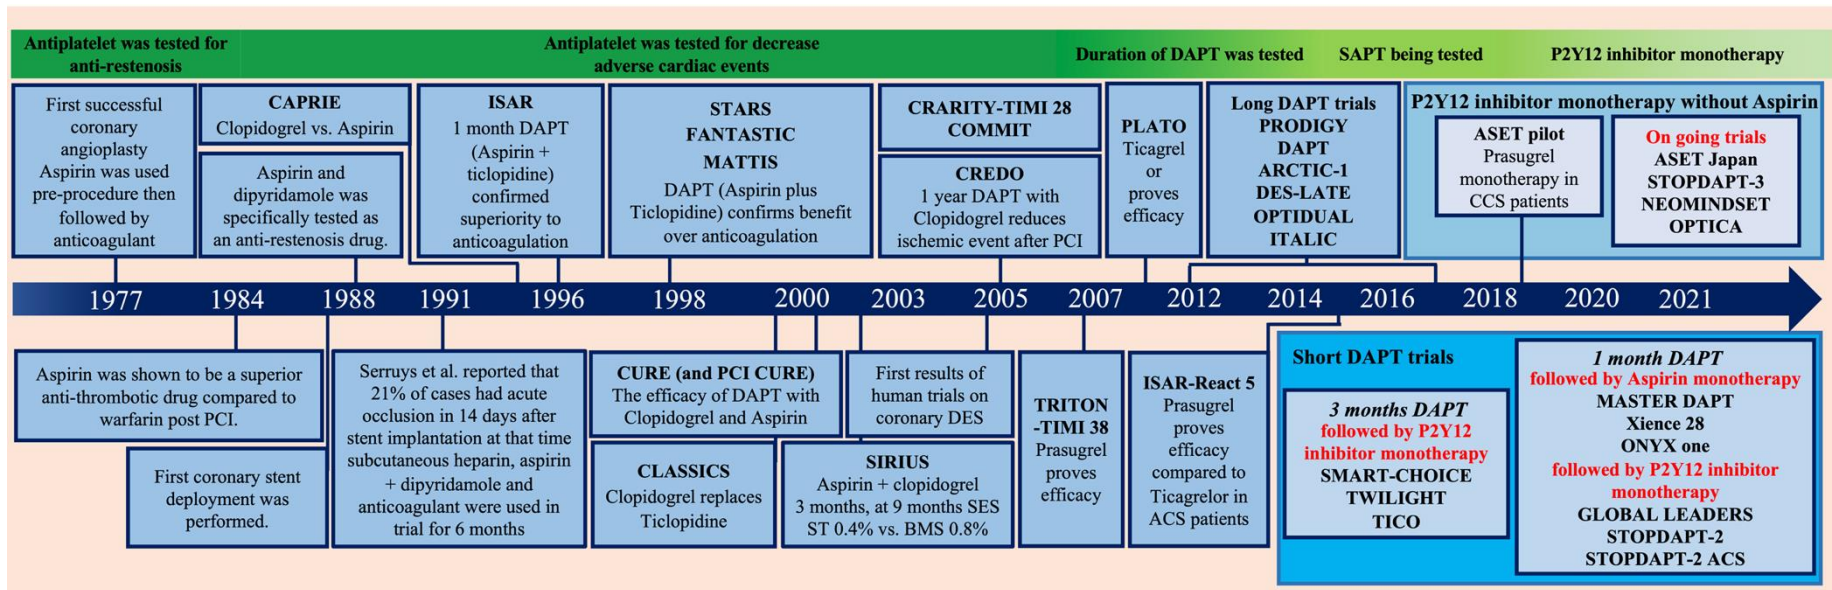 Antiplatelet was tested for
anti-restenosis
Antiplatelet was tested for decrease
adverse cardiac events
Duration of DAPT was tested
SAPT being tested
P2Y12 inhibitor monotherapy
First successful
coronary
angioplasty
Aspirin was used
pre-procedure then
followed by
anticoagulant
CAPRIE
Clopidogrel vs. Aspirin
Aspirin and
dipyridamole was
specifically tested as
an anti-restenosis drug.
ISAR
1 month DAPT
(Aspirin +
ticlopidine)
confirmed
superiority to
anticoagulation
STARS
FANTASTIC
MATTIS
DAPT (Aspirin plus
Ticlopidine) confirms benefit
over anticoagulation
CRARITY-TIMI 28
COMMIT
CREDO
1 year DAPT with
Clopidogrel reduces
ischemic event after PCI
PLATO
Ticagrel
or
proves
efficacy
Long DAPT trials
PRODIGY
DAPT
ARCTIC-1
DES-LATE
OPTIDUAL
ITALIC
P2Y12 inhibitor monotherapy without Aspirin
ASET pilot
Prasugrel
monotherapy in
CCS patients
On going trials
ASET Japan
STOPDAPT-3
NEOMINDSET
OPTICA
1977 1984 1988 1991 1996 1998 2000 2003 2005 2007 2012 2014 2016 2018 2020 2021
Aspirin was shown to be a superior
anti-thrombotic drug compared to
warfarin post PCI.
First coronary stent
deployment was
performed.
Serruys et al. reported that
21% of cases had acute
occlusion in 14 days after
stent implantation at that time
subcutaneous heparin, aspirin
+ dipyridamole and
anticoagulant were used in
trial for 6 months
CURE (and PCI CURE)
The efficacy of DAPT with
Clopidogrel and Aspirin
CLASSICS
Clopidogrel replaces
Ticlopidine
First results of
human trials on
coronary DES
SIRIUS
Aspirin + clopidogrel
3 months, at 9 months SES
ST 0.4% vs. BMS 0.8%
TRITON
-TIMI 38
Prasugrel
proves
efficacy
ISAR-React 5
Prasugrel
proves
efficacy
compared to
Ticagrelor in
ACS patients
Short DAPT trials
3 months DAPT
followed by P2Y12
inhibitor monotherapy
SMART-CHOICE
TWILIGHT
TICO
1 month DAPT
followed by Aspirin monotherapy
MASTER DAPT
Xience 28
ONYX one
followed by P2Y12 inhibitor
monotherapy
GLOBAL LEADERS
STOPDAPT-2
STOPDAPT-2 ACS